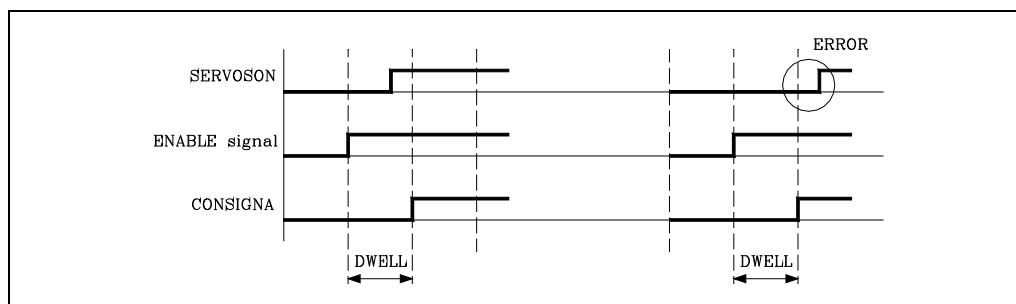 ERROR
SERVOSON
ENABLE signal
CONSIGNA
DWELL DWELL